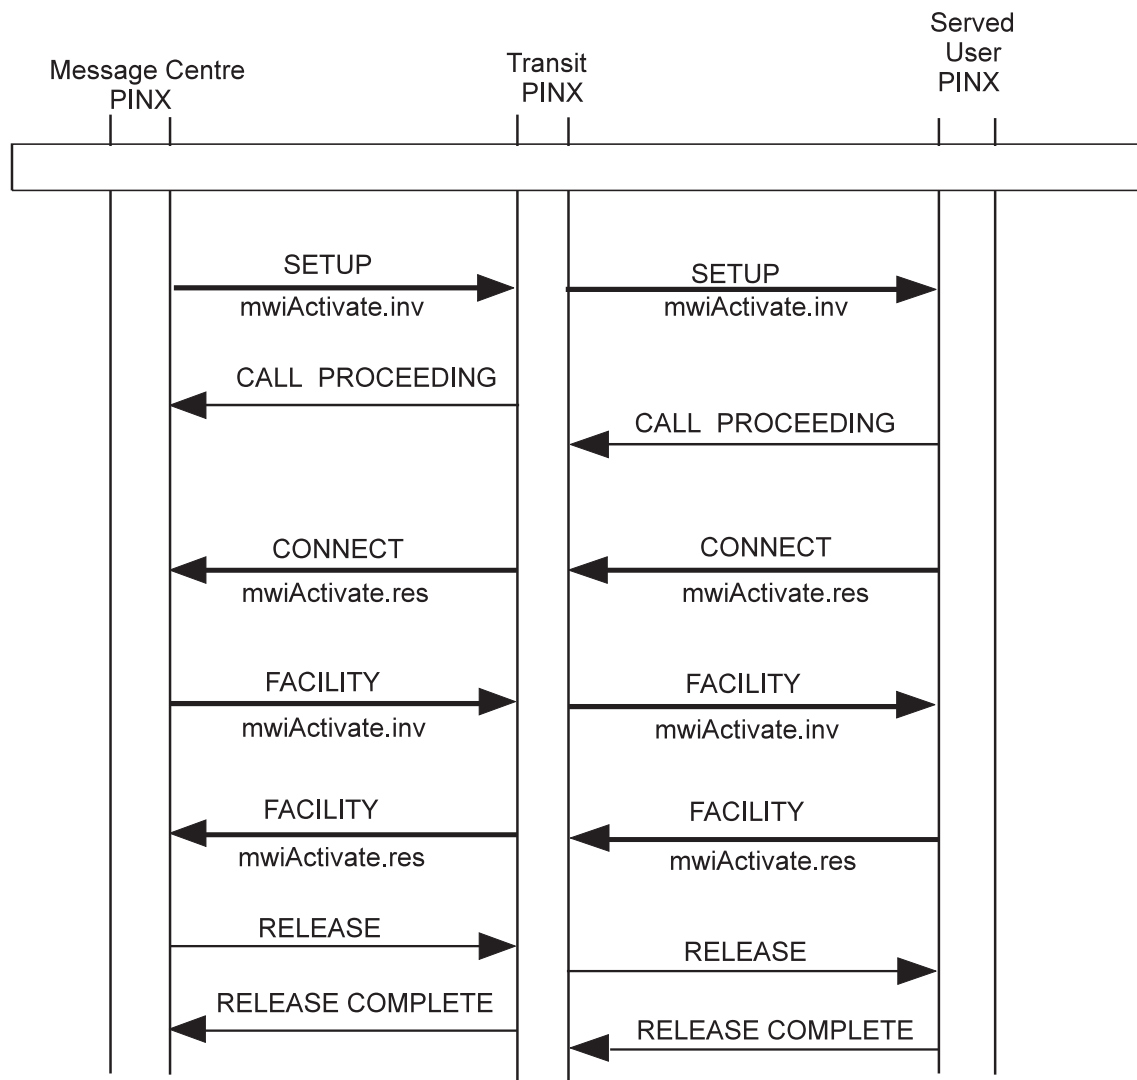 Message Centre
PINX
Transit
PINX
Served
User
PINX
SETUP
mwiActivate.inv
SETUP
mwiActivate.inv
CALL PROCEEDING
CALL PROCEEDING
CONNECT
mwiActivate.res
CONNECT
mwiActivate.res
FACILITY
mwiActivate.inv
FACILITY
mwiActivate.inv
FACILITY
mwiActivate.res
FACILITY
mwiActivate.res
RELEASE
RELEASE
RELEASE COMPLETE
RELEASE COMPLETE